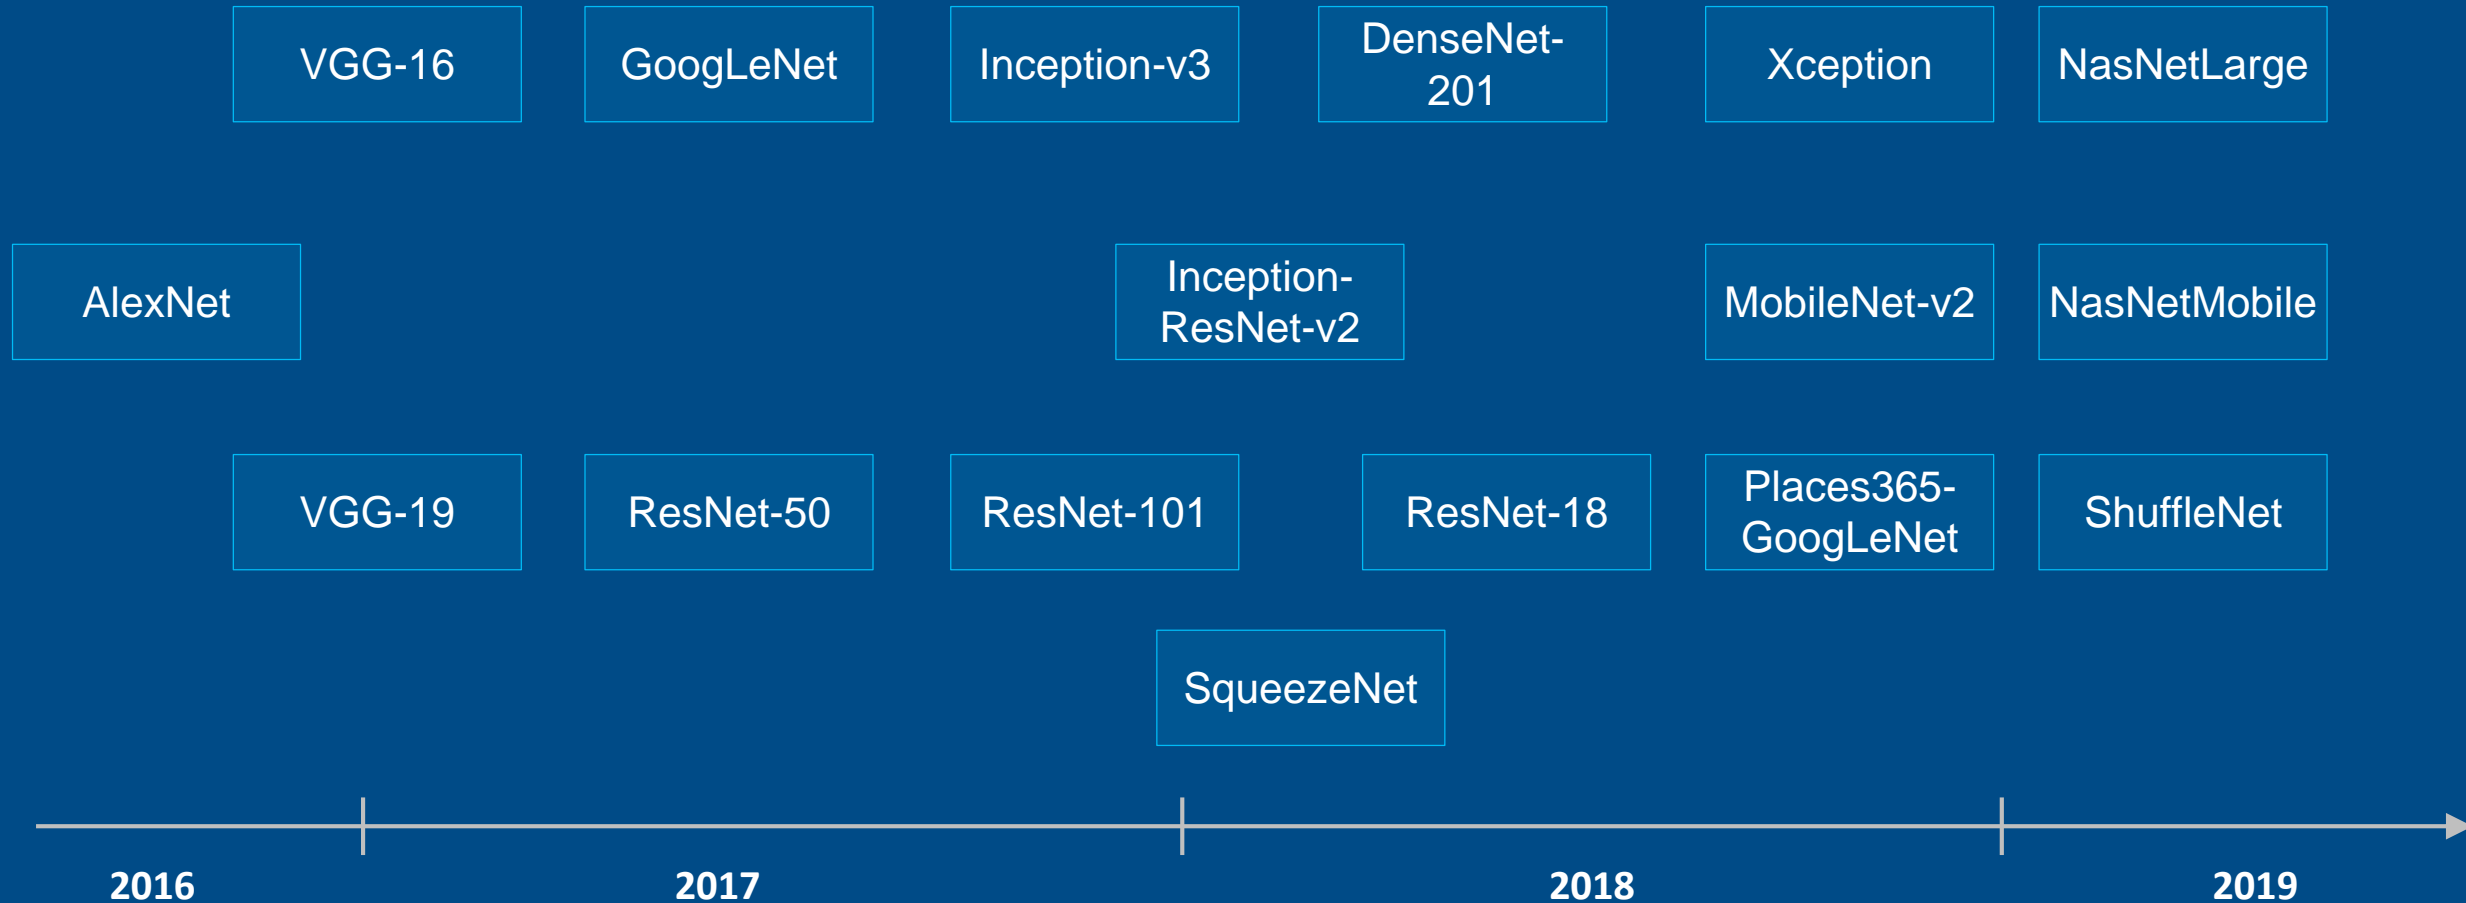 VGG-16
GoogLeNet
Inception-v3
DenseNet-
201
Xception
NasNetLarge
AlexNet
Inception-
ResNet-v2
MobileNet-v2
NasNetMobile
VGG-19
ResNet-50
ResNet-101
ResNet-18
Places365-
GoogLeNet
ShuffleNet
SqueezeNet
2016
2017
2018
2019